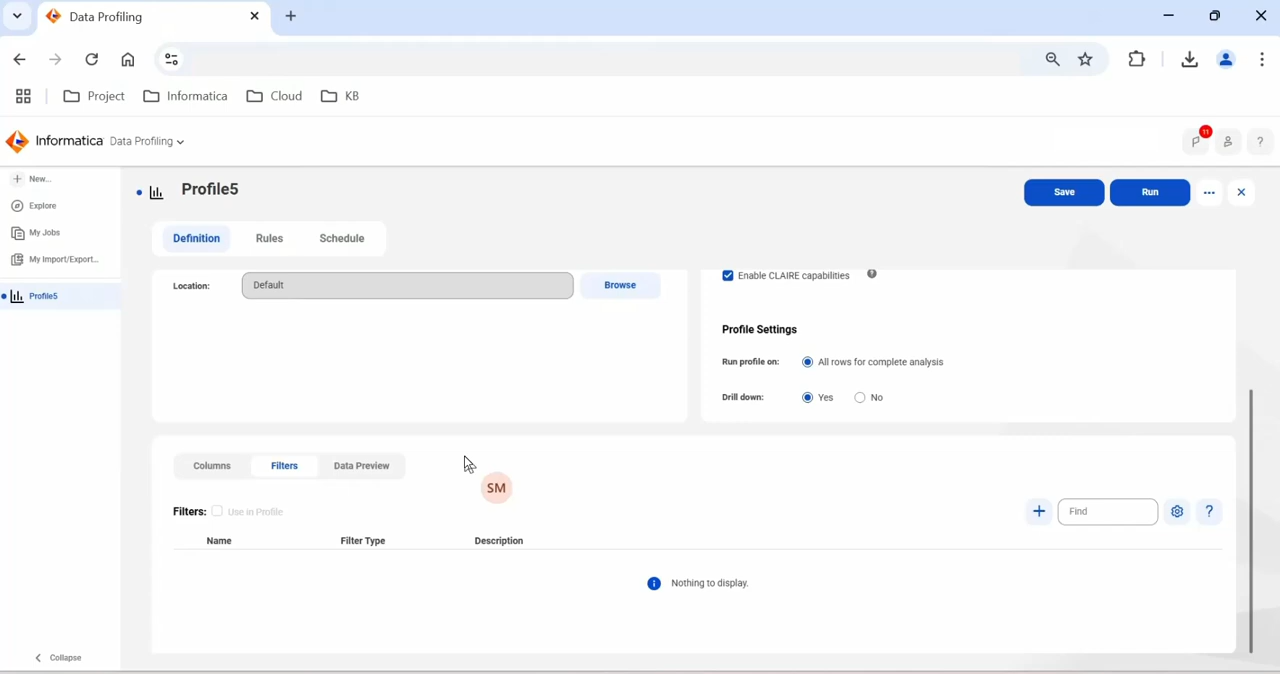 Data Profiling
Project
Informatica
Cloud
KB
Informatica Data Profiling
11
?
New...
Explore
My Jobs
My Import/Export...
Profile5
Collapse
Profile5
Save
Run
Definition
Rules
Schedule
Location:
Default
Browse
Enable CLAIRE capabilities
?
Profile Settings
Run profile on:
All rows for complete analysis
Drill down:
Yes
No
Columns
Filters
Data Preview
SM
Filters:
Use in Profile
Find
?
Name
Filter Type
Description
Nothing to display.